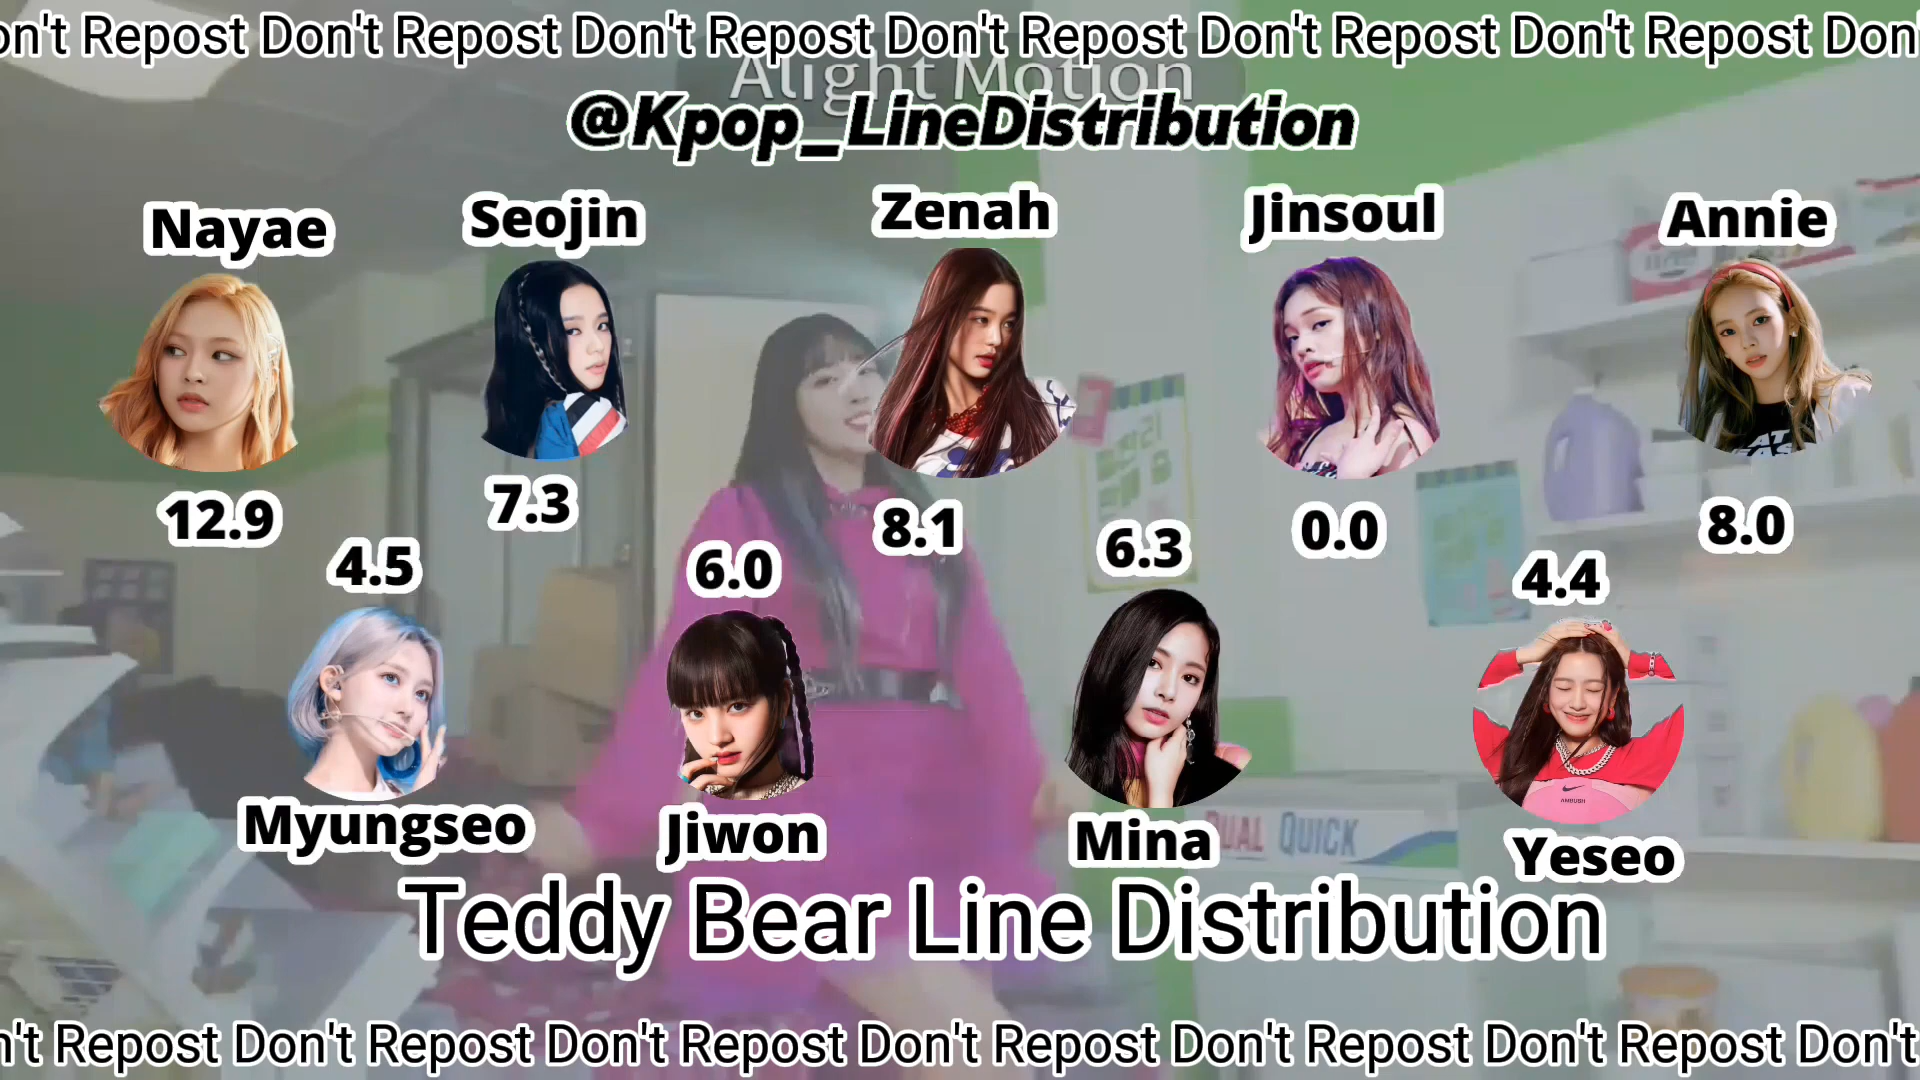 on't Repost Don't Repost Don't Repost Don't Repost Don't Repost Don't Repost Don'
Alight Motion
@Kpop_LineDistribution
Nayae Seojin Zenah Jinsoul Annie
12.9 7.3 8.1 0.0 8.0
4.5 6.0 6.3 4.4
Myungseo Jiwon Mina Yeseo
AMBUSH
DUAL QUICK
Teddy Bear Line Distribution
n't Repost Don't Repost Don't Repost Don't Repost Don't Repost Don't Repost Don't